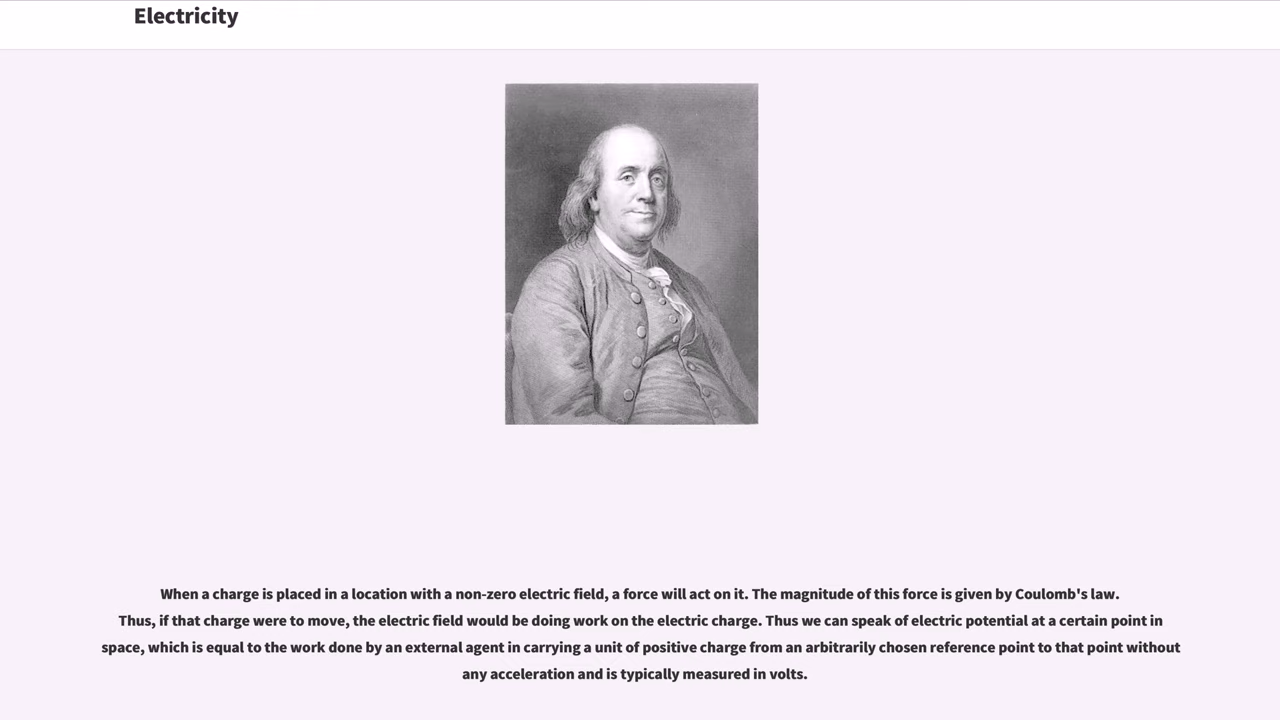 Electricity
When a charge is placed in a location with a non-zero electric field, a force will act on it. The magnitude of this force is given by Coulomb's law.
Thus, if that charge were to move, the electric field would be doing work on the electric charge. Thus we can speak of electric potential at a certain point in
space, which is equal to the work done by an external agent in carrying a unit of positive charge from an arbitrarily chosen reference point to that point without
any acceleration and is typically measured in volts.